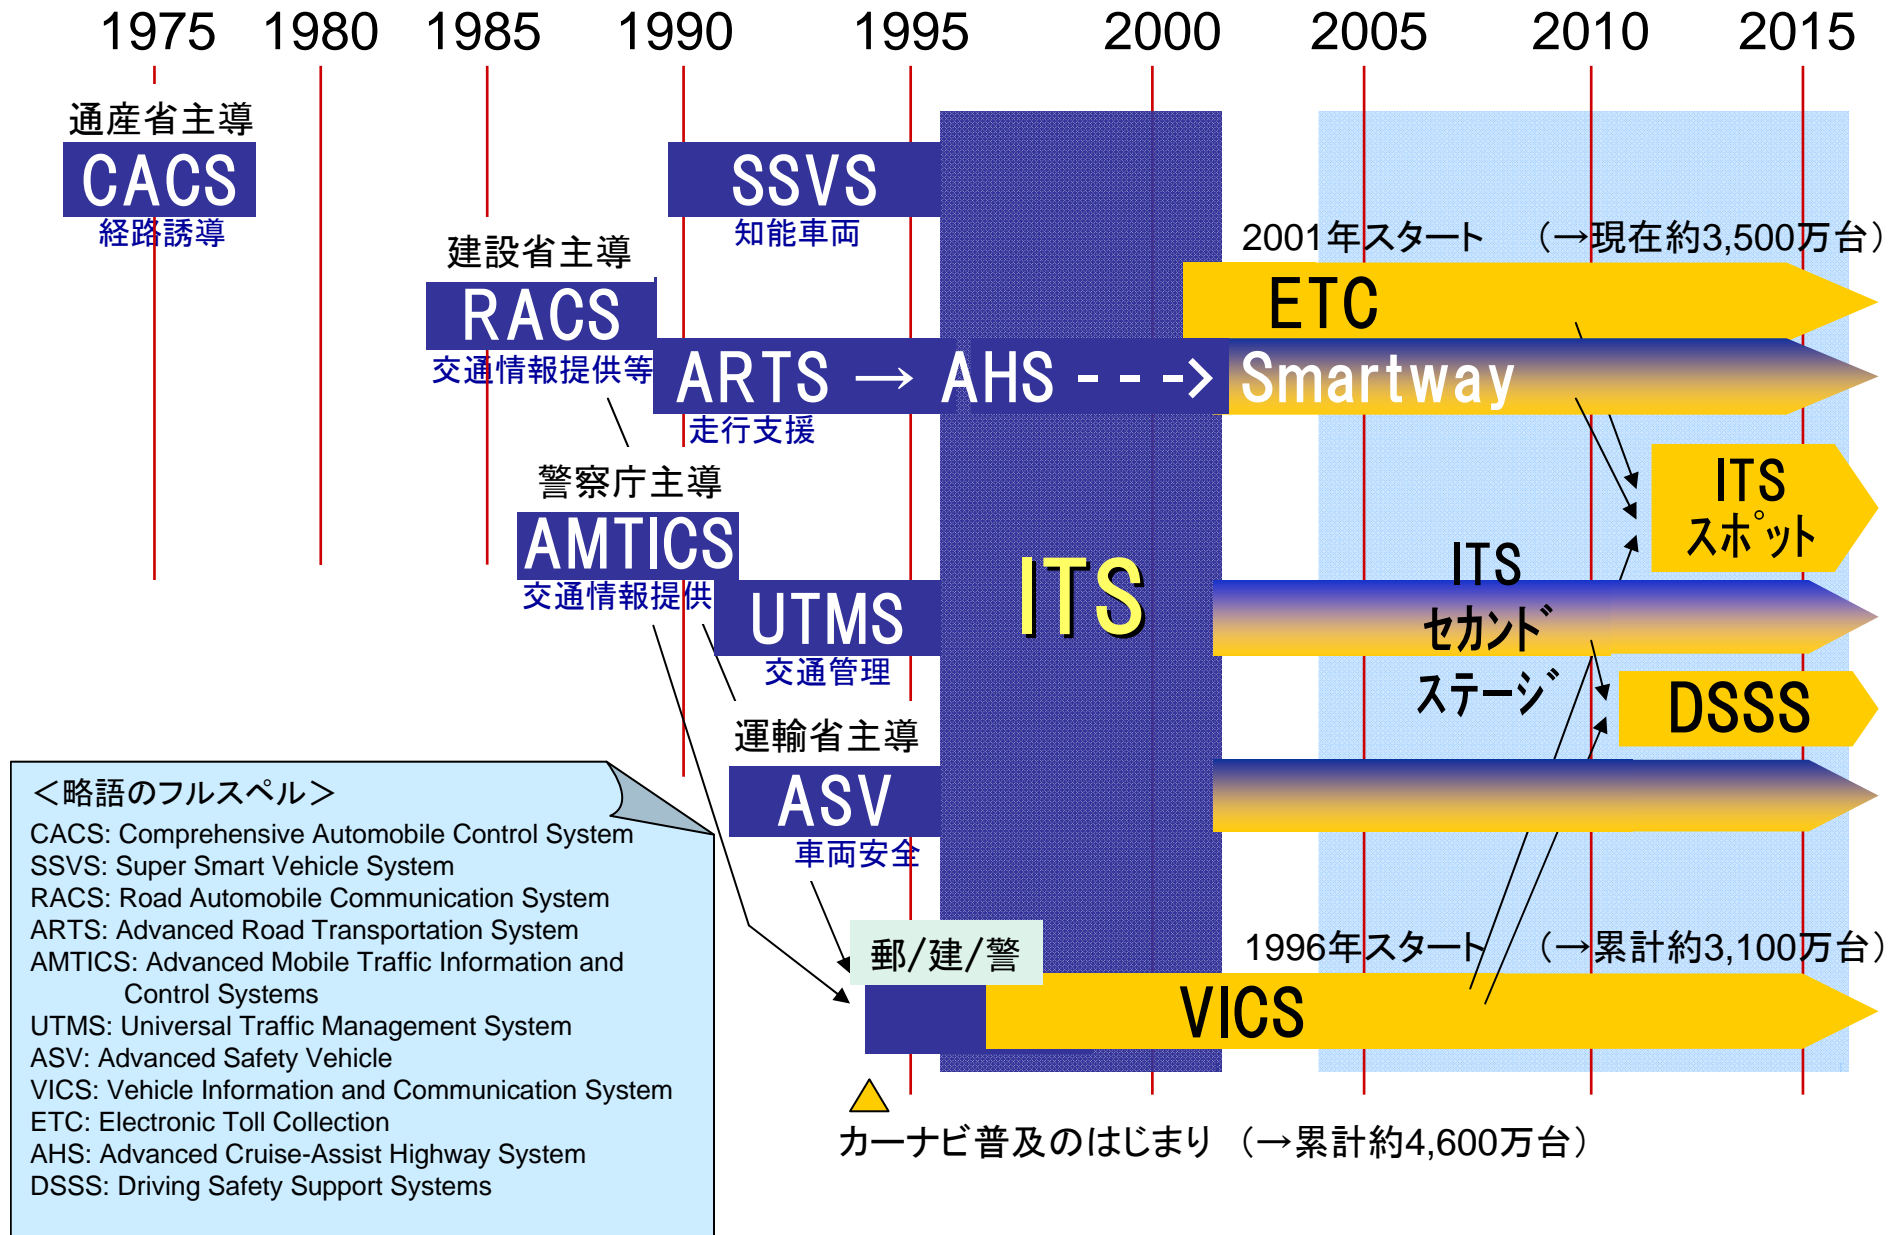 1975 1980 1985 1990 1995 2000 2005 2010 2015
通産省主導
CACS
経路誘導
SSVS
知能車両
建設省主導
RACS
交通情報提供等
2001年スタート （→現在約3,500万台）
ETC
ARTS → AHS - - -> Smartway
走行支援
警察庁主導
AMTICS
交通情報提供
ITS
スポット
ITS
ITS
セカンド
ステージ
UTMS
交通管理
DSSS
運輸省主導
ASV
車両安全
郵/建/警
1996年スタート （→累計約3,100万台）
VICS
カーナビ普及のはじまり （→累計約4,600万台）
＜略語のフルスペル＞
CACS: Comprehensive Automobile Control System
SSVS: Super Smart Vehicle System
RACS: Road Automobile Communication System
ARTS: Advanced Road Transportation System
AMTICS: Advanced Mobile Traffic Information and
Control Systems
UTMS: Universal Traffic Management System
ASV: Advanced Safety Vehicle
VICS: Vehicle Information and Communication System
ETC: Electronic Toll Collection
AHS: Advanced Cruise-Assist Highway System
DSSS: Driving Safety Support Systems